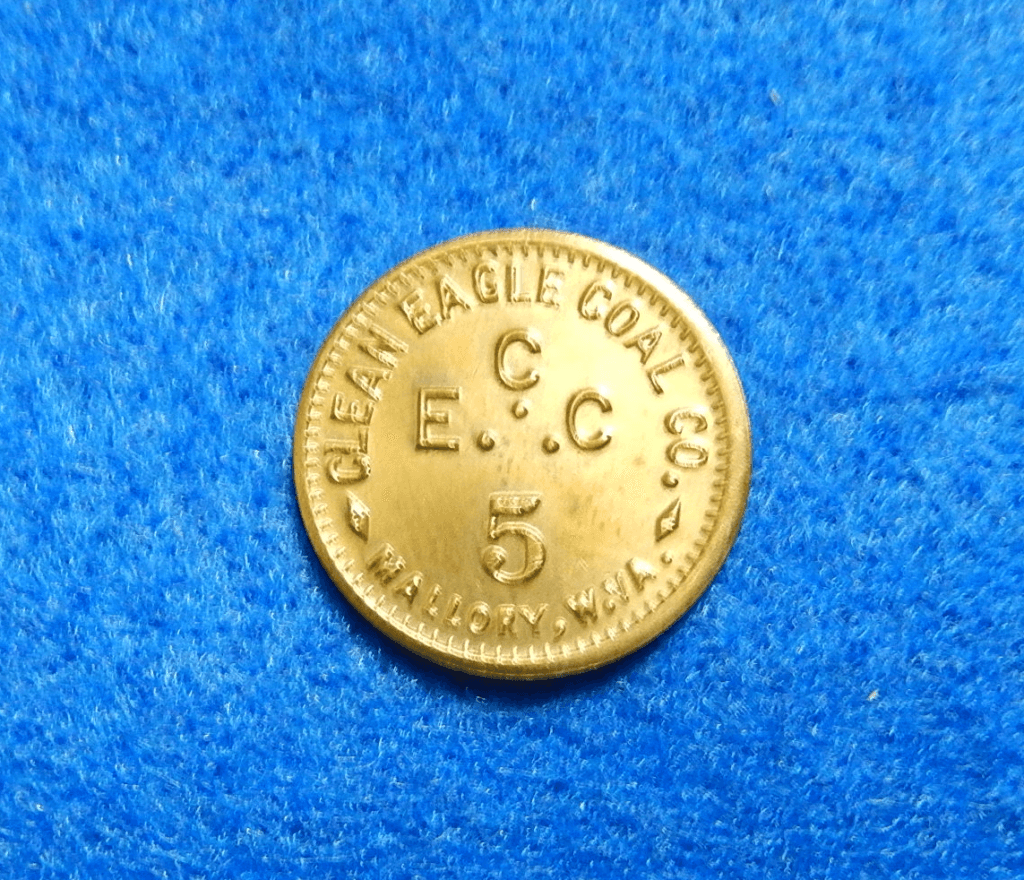 CLEAN EAGLE COAL CO.
C.
E. .C
5
MALLORY, W.VA.